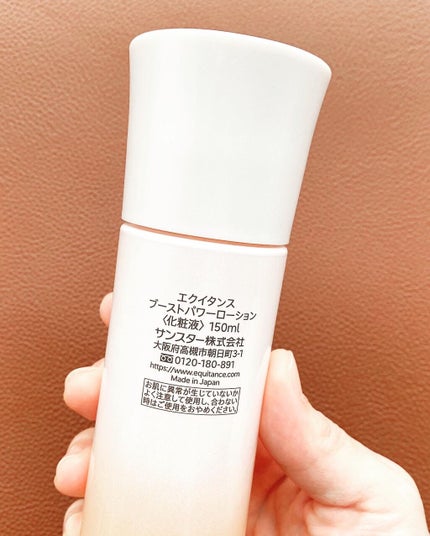 エクイタンス
ブーストパワーローション
〈化粧液〉150ml
サンスター株式会社
大阪府高槻市朝日町3-1
0120-180-891
https://www.equitance.com
Made in Japan
お肌に異常が生じていないか
よく注意して使用し、合わない
時はご使用をおやめください。